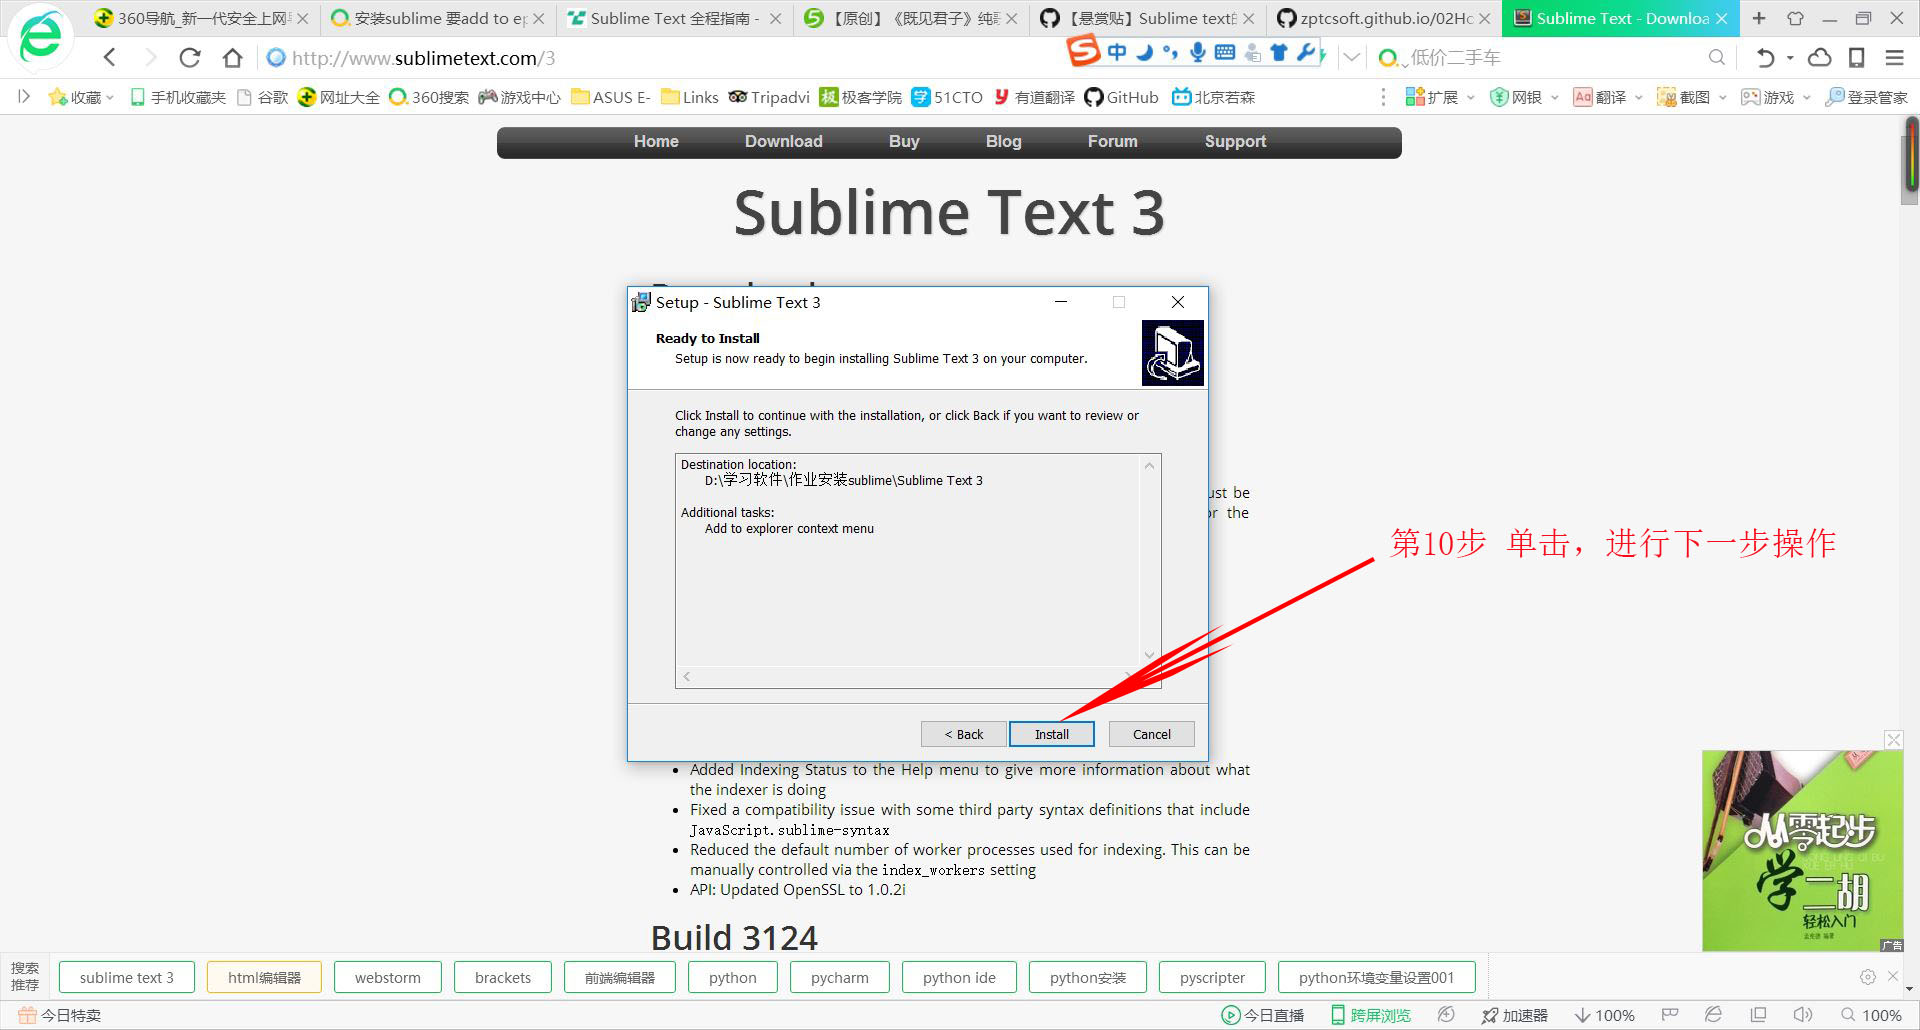 360导航_新一代安全上网导
安装sublime 要add to ex
Sublime Text 全程指南 -
【原创】《既见君子》纯歌
【悬赏贴】Sublime text的
zptcsoft.github.io/02Ho
Sublime Text - Downloa
http://www.sublimetext.com/3
中
低价二手车
收藏
手机收藏夹
谷歌
网址大全
360搜索
游戏中心
ASUS E-
Links
Tripadvi
极客学院
51CTO
有道翻译
GitHub
北京若森
扩展
网银
翻译
截图
游戏
登录管家
Home
Download
Buy
Blog
Forum
Support
Sublime Text 3
Setup - Sublime Text 3
Ready to Install
Setup is now ready to begin installing Sublime Text 3 on your computer.
Click Install to continue with the installation, or click Back if you want to review or
change any settings.
Destination location:
D:\学习软件\作业安装sublime\Sublime Text 3
Additional tasks:
Add to explorer context menu
ust be
or the
第10步 单击，进行下一步操作
< Back
Install
Cancel
Added Indexing Status to the Help menu to give more information about what
the indexer is doing
Fixed a compatibility issue with some third party syntax definitions that include
JavaScript.sublime-syntax
Reduced the default number of worker processes used for indexing. This can be
manually controlled via the index_workers setting
API: Updated OpenSSL to 1.0.2i
Build 3124
从零起步
学二胡
轻松入门
广告
搜索
推荐
sublime text 3
html编辑器
webstorm
brackets
前端编辑器
python
pycharm
python ide
python安装
pyscripter
python环境变量设置001
今日特卖
今日直播
跨屏浏览
加速器
100%
100%